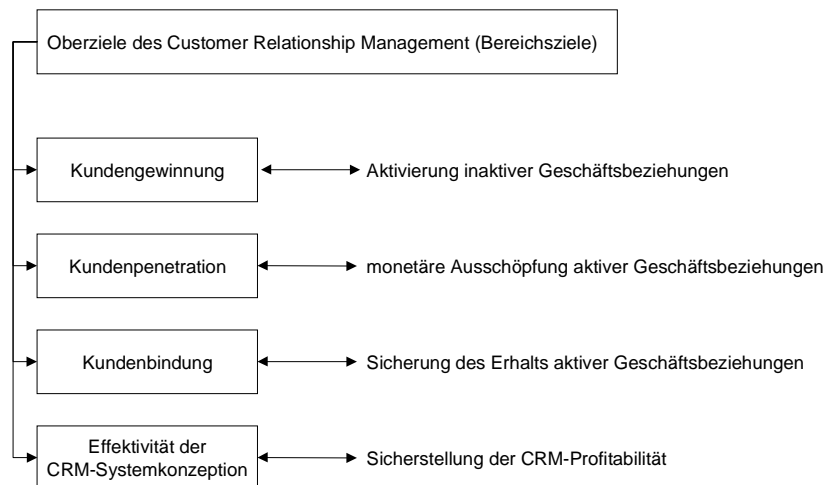 Oberziele des Customer Relationship Management (Bereichsziele)
Kundengewinnung
Aktivierung inaktiver Geschäftsbeziehungen
Kundenpenetration
monetäre Ausschöpfung aktiver Geschäftsbeziehungen
Kundenbindung
Sicherung des Erhalts aktiver Geschäftsbeziehungen
Effektivität der
CRM-Systemkonzeption
Sicherstellung der CRM-Profitabilität